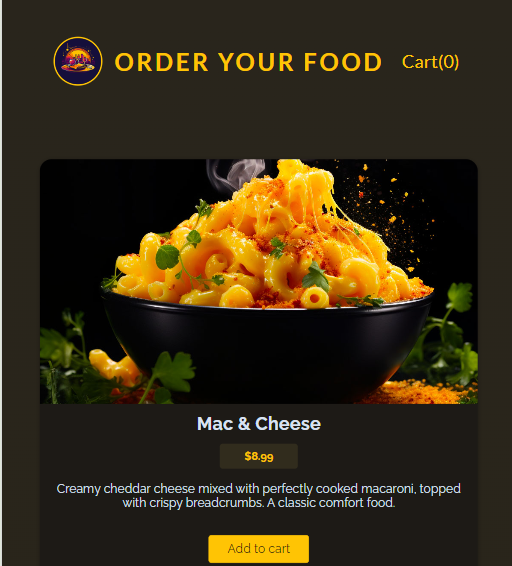 ORDER YOUR FOOD
Cart(0)
Mac & Cheese
$8.99
Creamy cheddar cheese mixed with perfectly cooked macaroni, topped
with crispy breadcrumbs. A classic comfort food.
Add to cart